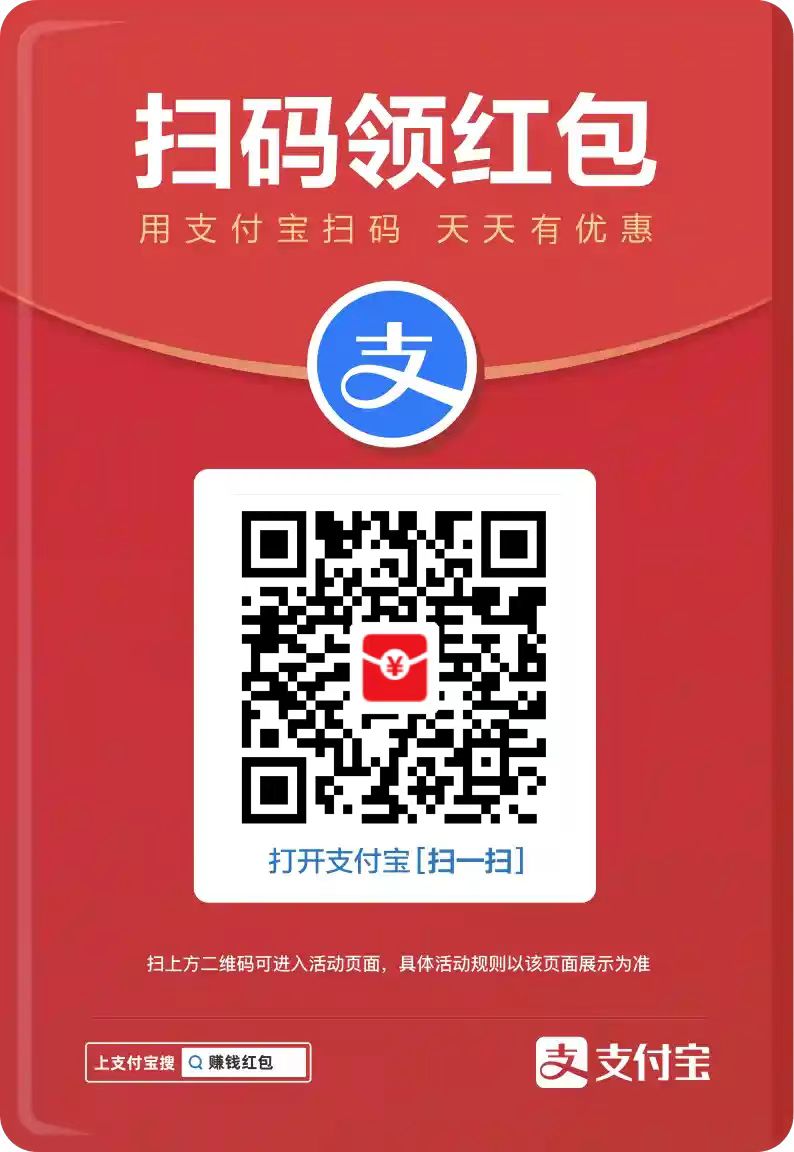 扫码领红包
用支付宝扫码 天天有优惠
支
¥
打开支付宝[扫一扫]
扫上方二维码可进入活动页面，具体活动规则以该页面展示为准
上支付宝搜 赚钱红包
支 支付宝